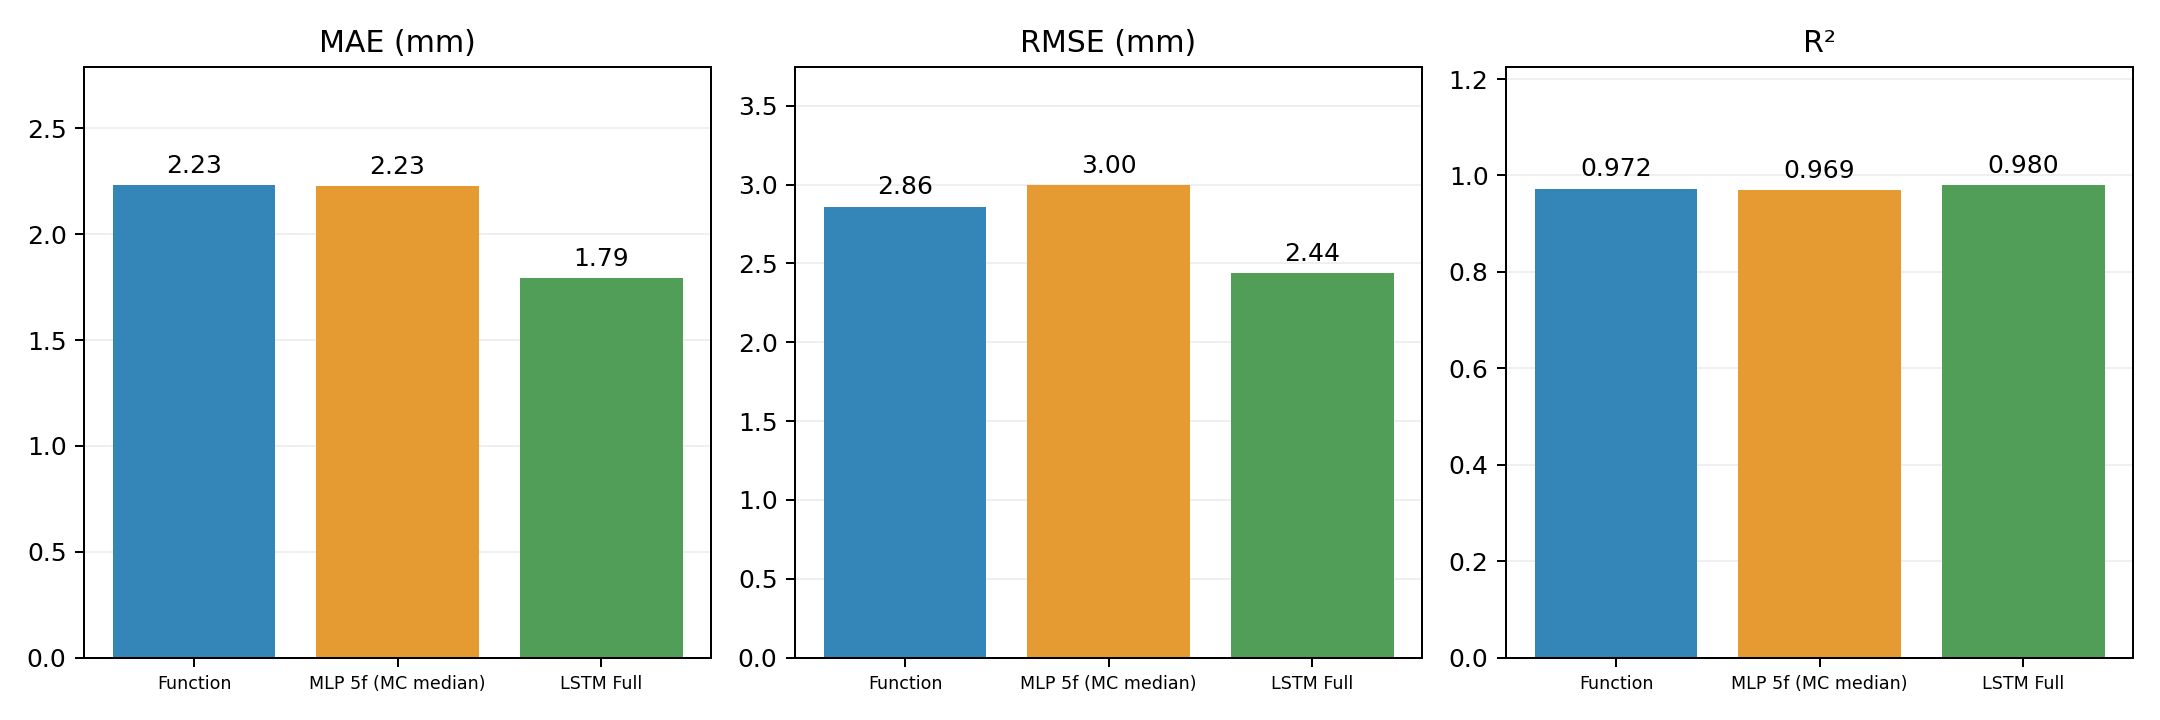 MAE (mm)
2.5
2.0
1.5
1.0
0.5
0.0
2.23
2.23
1.79
Function
MLP 5f (MC median)
LSTM Full
RMSE (mm)
3.5
3.0
2.5
2.0
1.5
1.0
0.5
0.0
2.86
3.00
2.44
Function
MLP 5f (MC median)
LSTM Full
R²
1.2
1.0
0.8
0.6
0.4
0.2
0.0
0.972
0.969
0.980
Function
MLP 5f (MC median)
LSTM Full